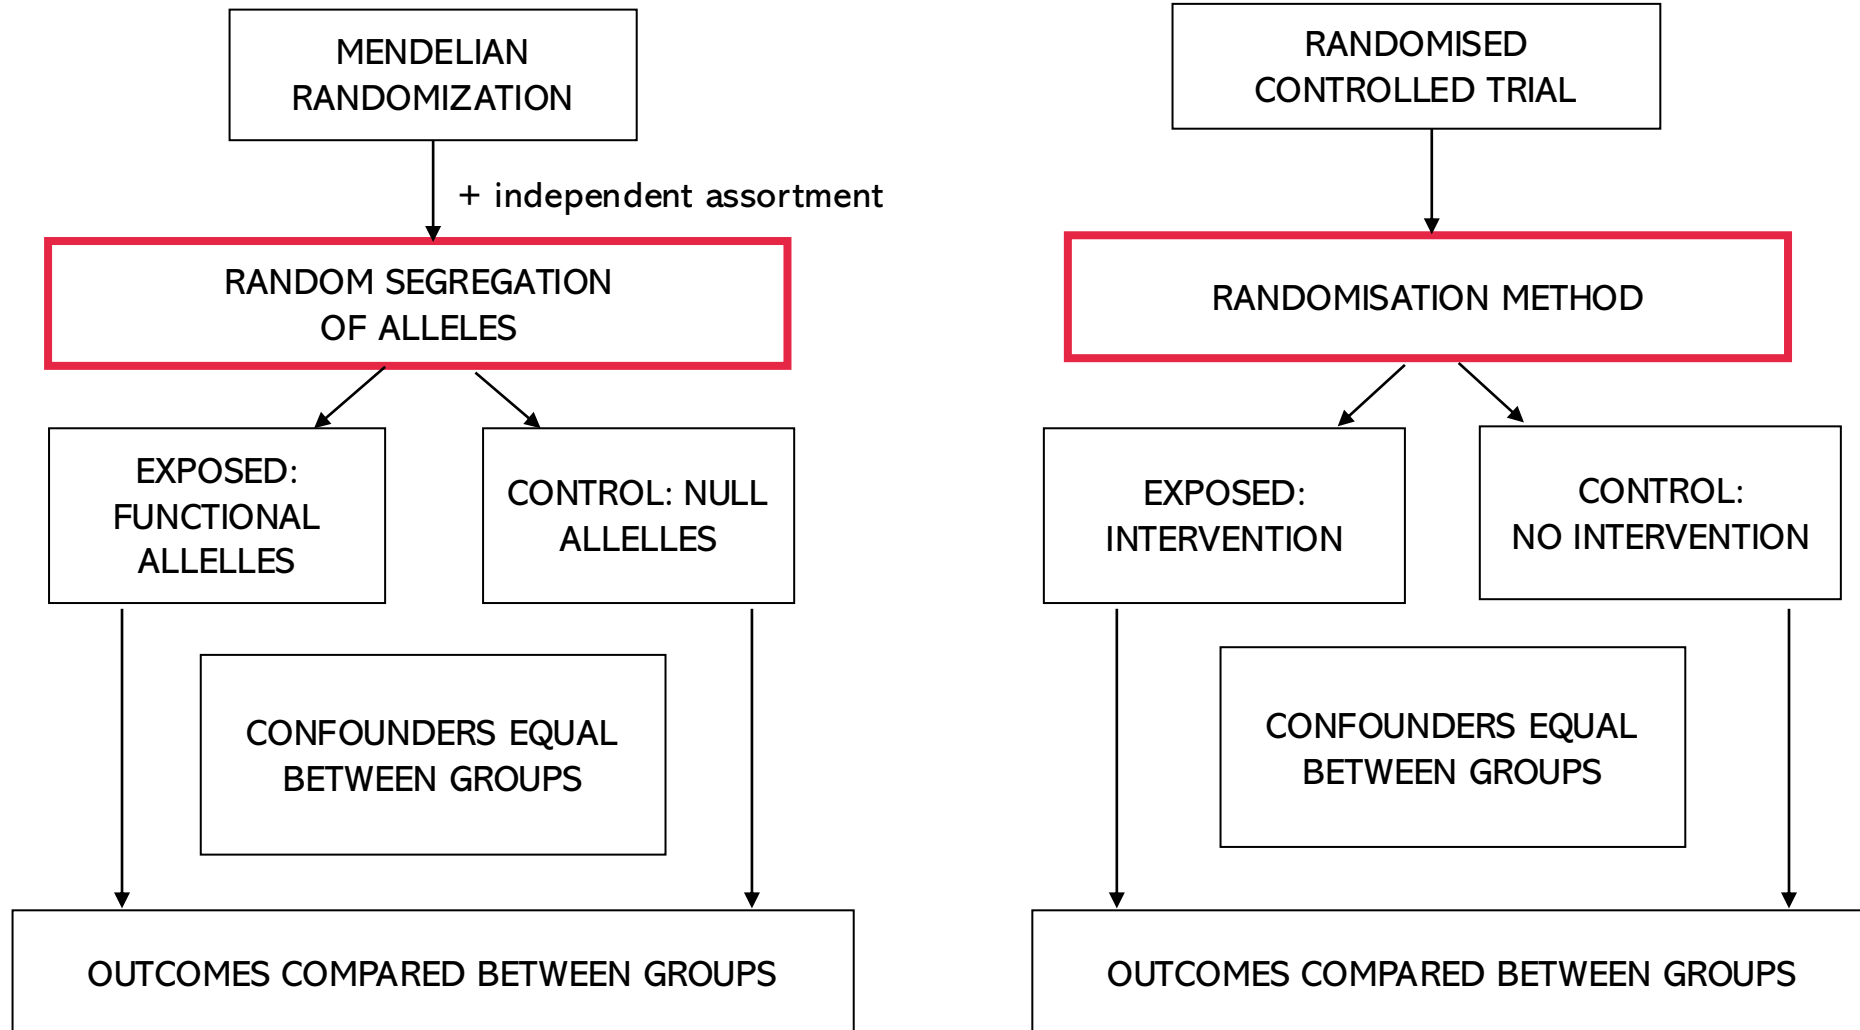 MENDELIAN
RANDOMIZATION
+ independent assortment
RANDOM SEGREGATION
OF ALLELES
EXPOSED:
FUNCTIONAL
ALLELLES
CONTROL: NULL
ALLELLES
CONFOUNDERS EQUAL
BETWEEN GROUPS
OUTCOMES COMPARED BETWEEN GROUPS
RANDOMISED
CONTROLLED TRIAL
RANDOMISATION METHOD
EXPOSED:
INTERVENTION
CONTROL:
NO INTERVENTION
CONFOUNDERS EQUAL
BETWEEN GROUPS
OUTCOMES COMPARED BETWEEN GROUPS